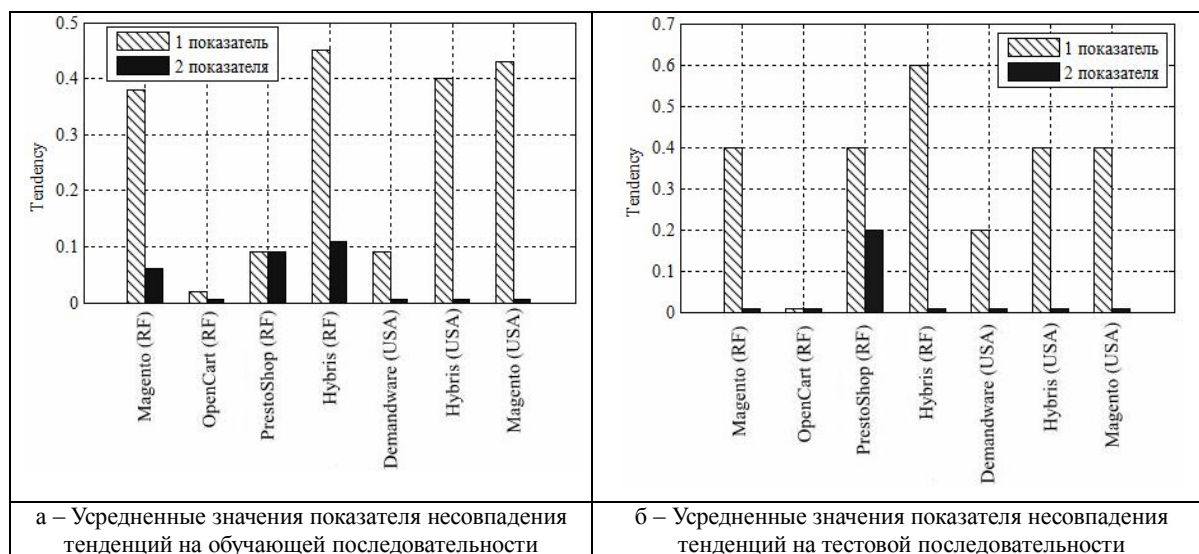 0.5
0.4
0.3
0.2
0.1
0
Tendency
1 показатель
2 показателя
Magento (RF)
OpenCart (RF)
PrestoShop (RF)
Hybris (RF)
Demandware (USA)
Hybris (USA)
Magento (USA)
0.7
0.6
0.5
0.4
0.3
0.2
0.1
0
Tendency
1 показатель
2 показателя
Magento (RF)
OpenCart (RF)
PrestoShop (RF)
Hybris (RF)
Demandware (USA)
Hybris (USA)
Magento (USA)
а – Усредненные значения показателя несовпадения
тенденций на обучающей последовательности
б – Усредненные значения показателя несовпадения
тенденций на тестовой последовательности